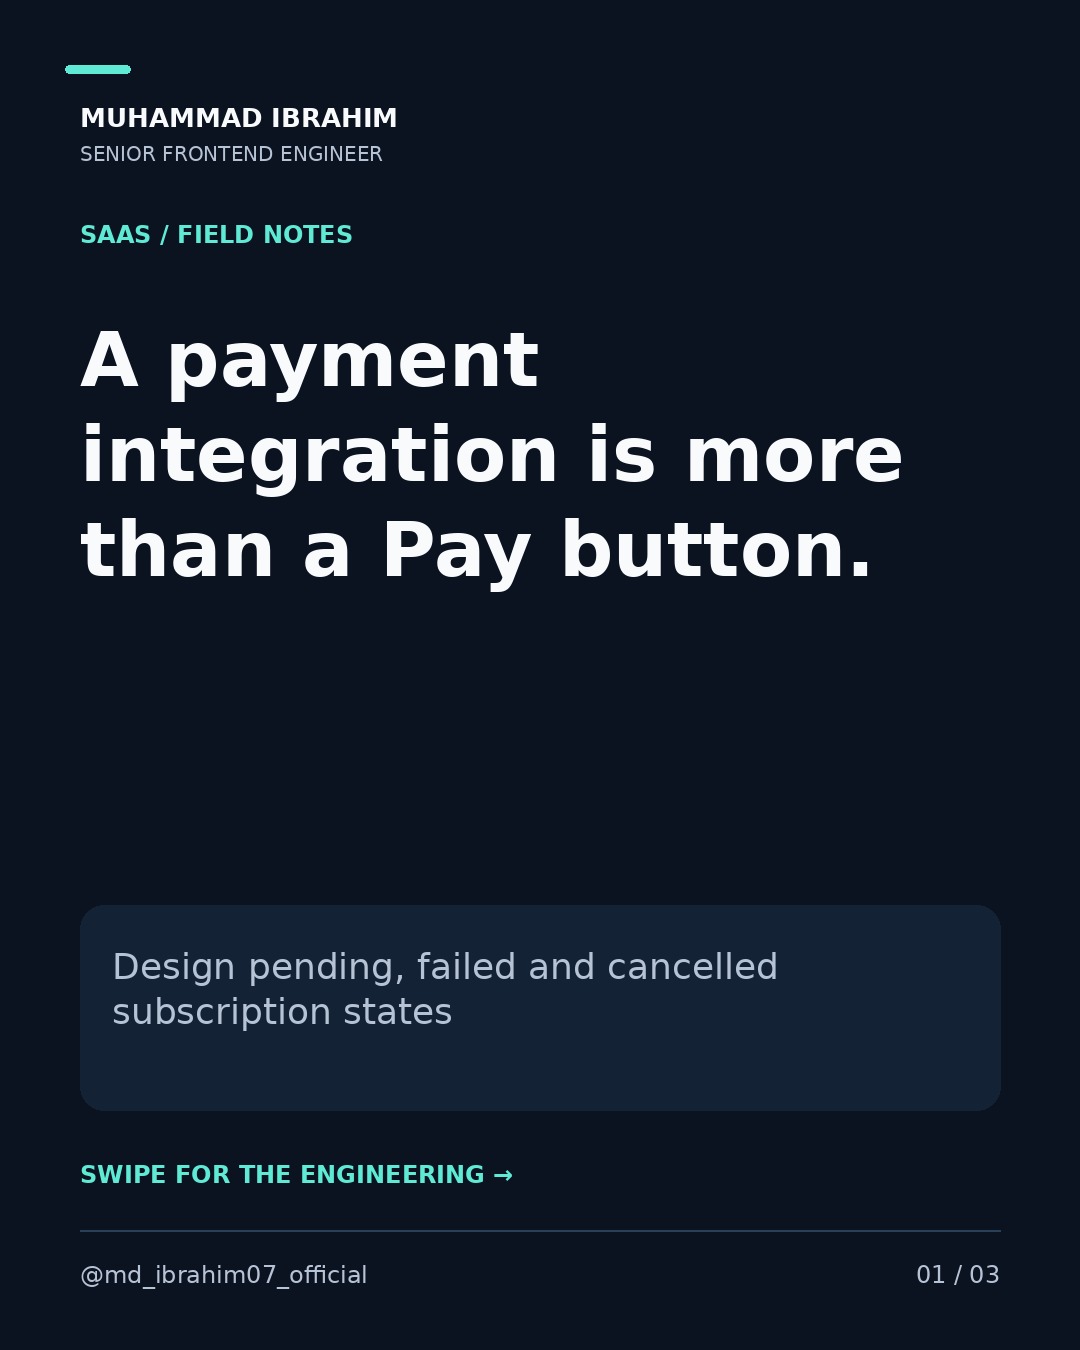 MUHAMMAD IBRAHIM
SENIOR FRONTEND ENGINEER
SAAS / FIELD NOTES
A payment
integration is more
than a Pay button.
Design pending, failed and cancelled
subscription states
SWIPE FOR THE ENGINEERING →
@md_ibrahim07_official
01 / 03